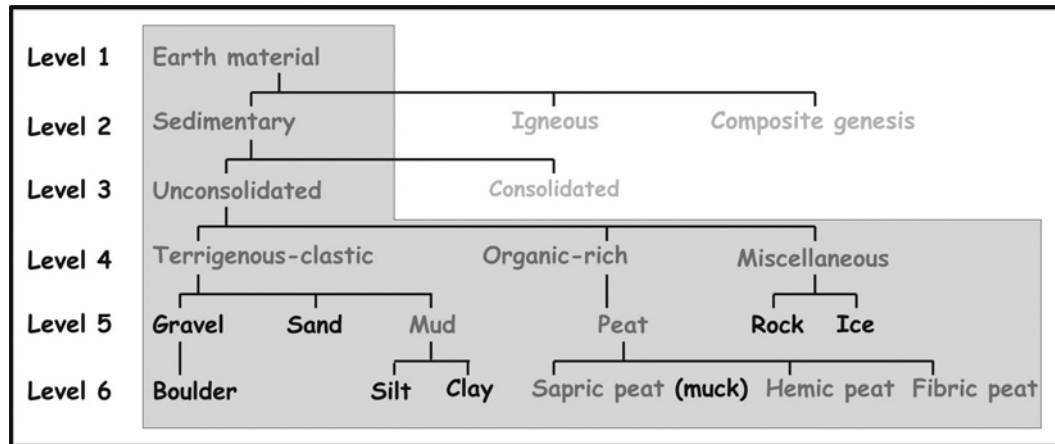 Level 1 Earth material
Level 2 Sedimentary Igneous Composite genesis
Level 3 Unconsolidated Consolidated
Level 4 Terrigenous-clastic Organic-rich Miscellaneous
Level 5 Gravel Sand Mud Peat Rock Ice
Level 6 Boulder Silt Clay Sapric peat (muck) Hemic peat Fibric peat